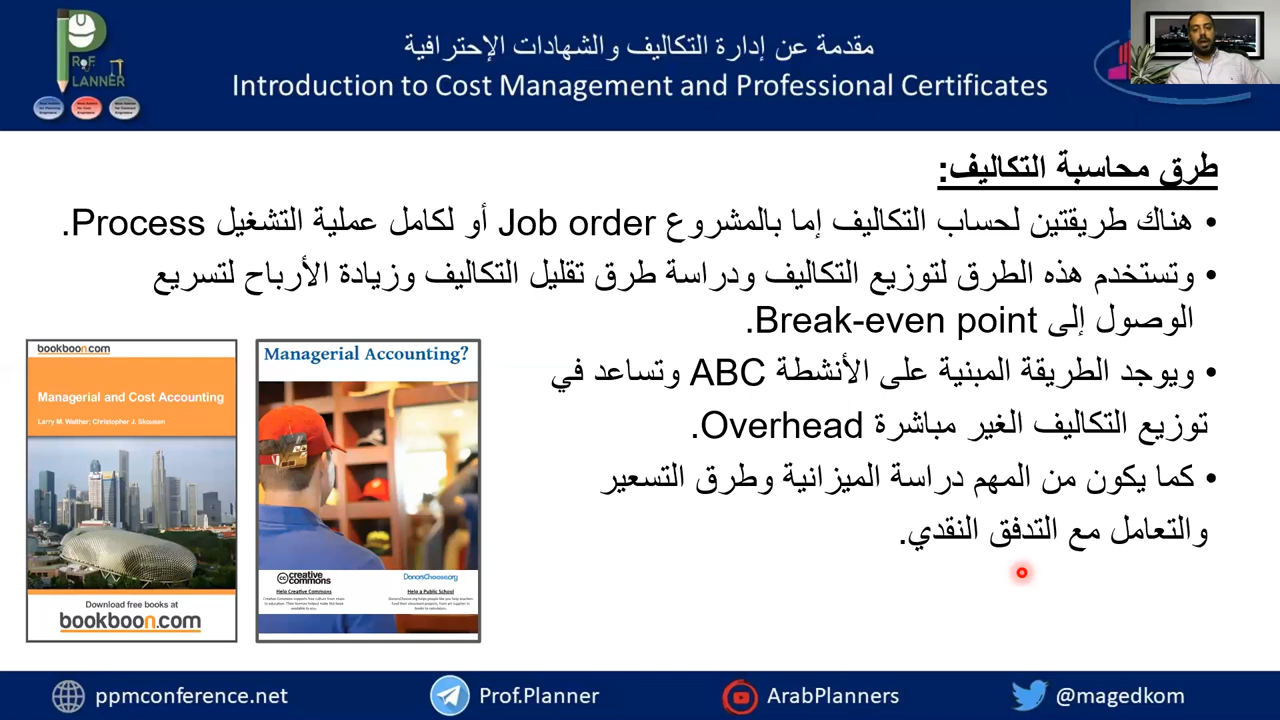 مقدمة عن إدارة التكاليف والشهادات الإحترافية
Introduction to Cost Management and Professional Certificates
P
R F
LANNER
طرق محاسبة التكاليف:
• هناك طريقتين لحساب التكاليف إما بالمشروع Job order أو لكامل عملية التشغيل Process.
• وتستخدم هذه الطرق لتوزيع التكاليف ودراسة طرق تقليل التكاليف وزيادة الأرباح لتسريع
الوصول إلى Break-even point.
• ويوجد الطريقة المبنية على الأنشطة ABC وتساعد في
توزيع التكاليف الغير مباشرة Overhead.
• كما يكون من المهم دراسة الميزانية وطرق التسعير
والتعامل مع التدفق النقدي.
bookboon.com
Managerial and Cost Accounting
Larry M. Walther; Christopher J. Skousen
Download free books at
bookboon.com
Managerial Accounting?
cc creative commons
Help Creative Commons
DonorsChoose.org
Help a Public School
ppmconference.net
Prof.Planner
ArabPlanners
@magedkom